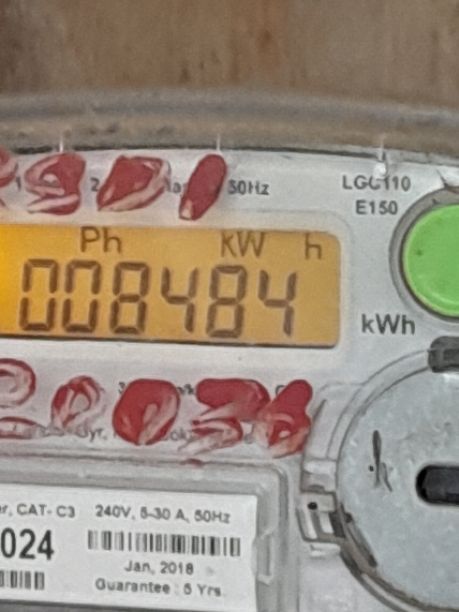 50Hz
LGC110
E150
Ph kW h
008484
kWh
er, CAT- C3 240V, 5-30 A, 50Hz
024
Jan, 2018
Guarantee : 5 Yrs.